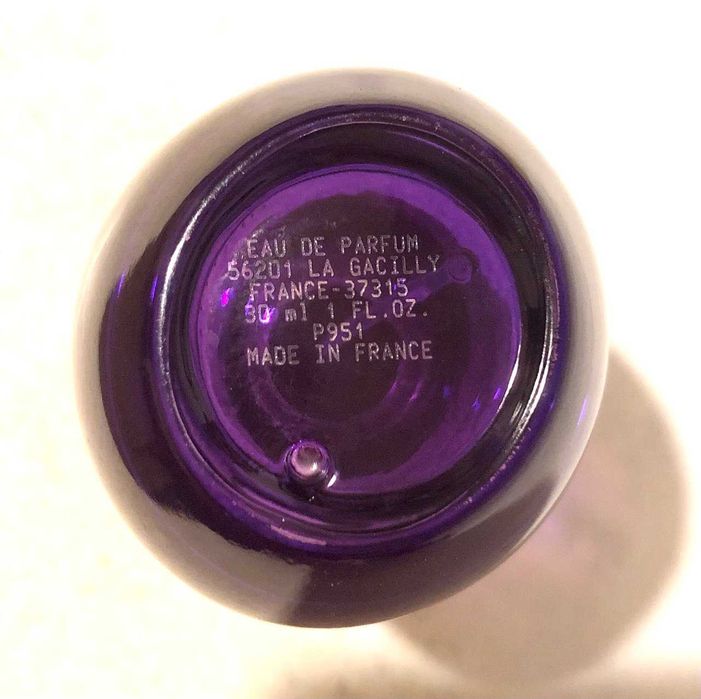 EAU DE PARFUM
56201 LA GACILLY
FRANCE-37315
30 ml 1 FL.OZ.
P951
MADE IN FRANCE